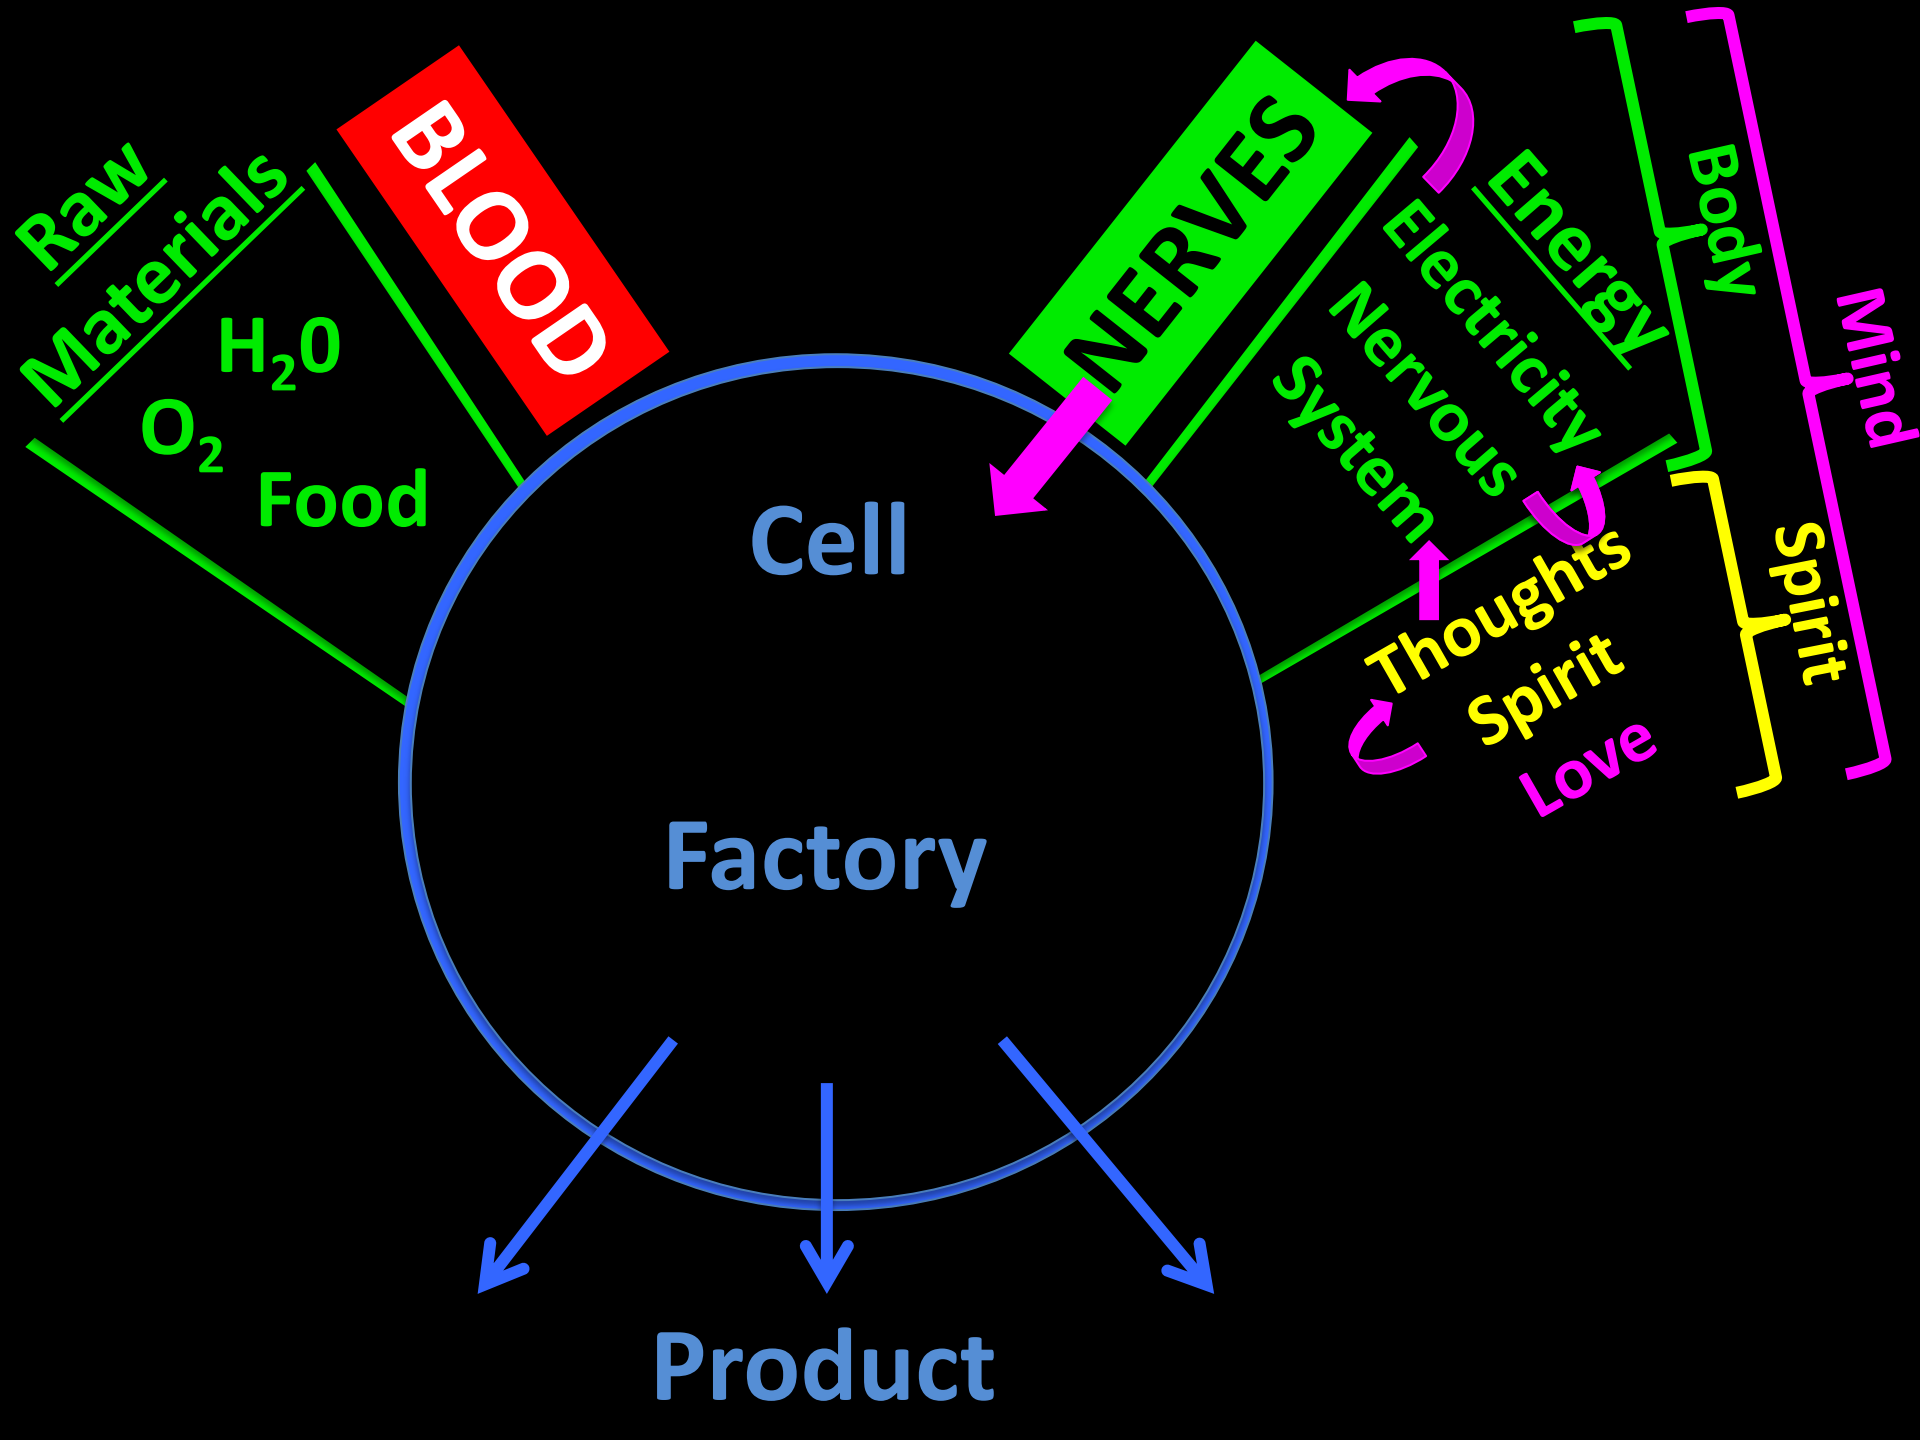 Raw
Materials
H₂0
O₂
Food
BLOOD
NERVES
Energy
Electricity
Nervous
System
Thoughts
Spirit
Love
Body
Spirit
Mind
Cell
Factory
Product